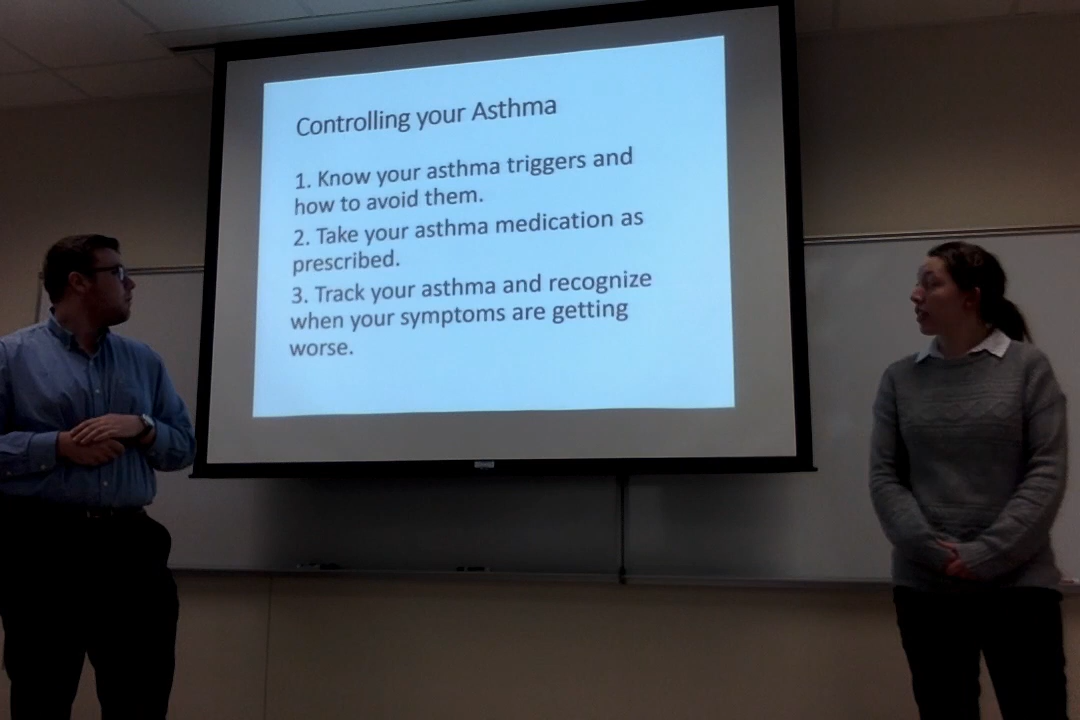 Controlling your Asthma
1. Know your asthma triggers and
how to avoid them.
2. Take your asthma medication as
prescribed.
3. Track your asthma and recognize
when your symptoms are getting
worse.